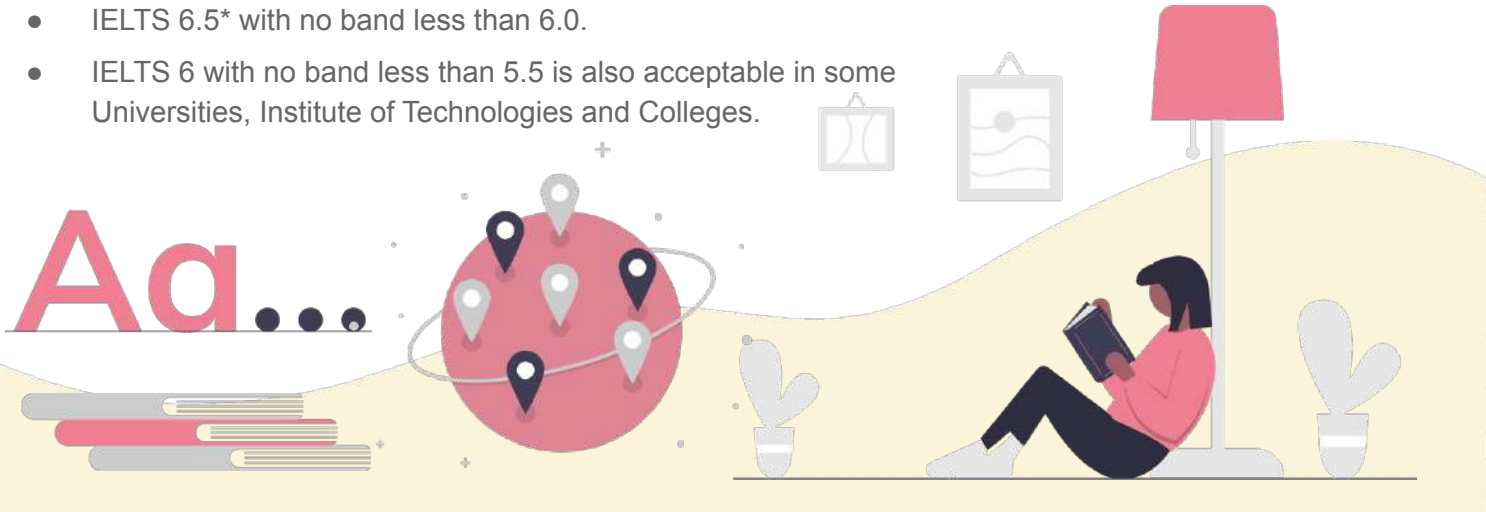 ● IELTS 6.5* with no band less than 6.0.
● IELTS 6 with no band less than 5.5 is also acceptable in some
Universities, Institute of Technologies and Colleges.
Aa...